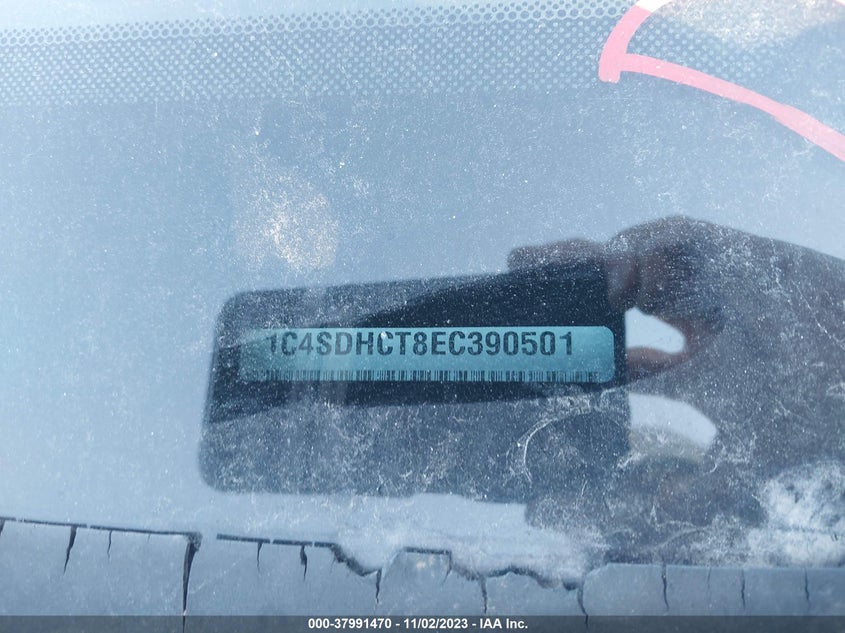 1C4SDHCT8EC390501
000-37991470 - 11/02/2023 - IAA Inc.